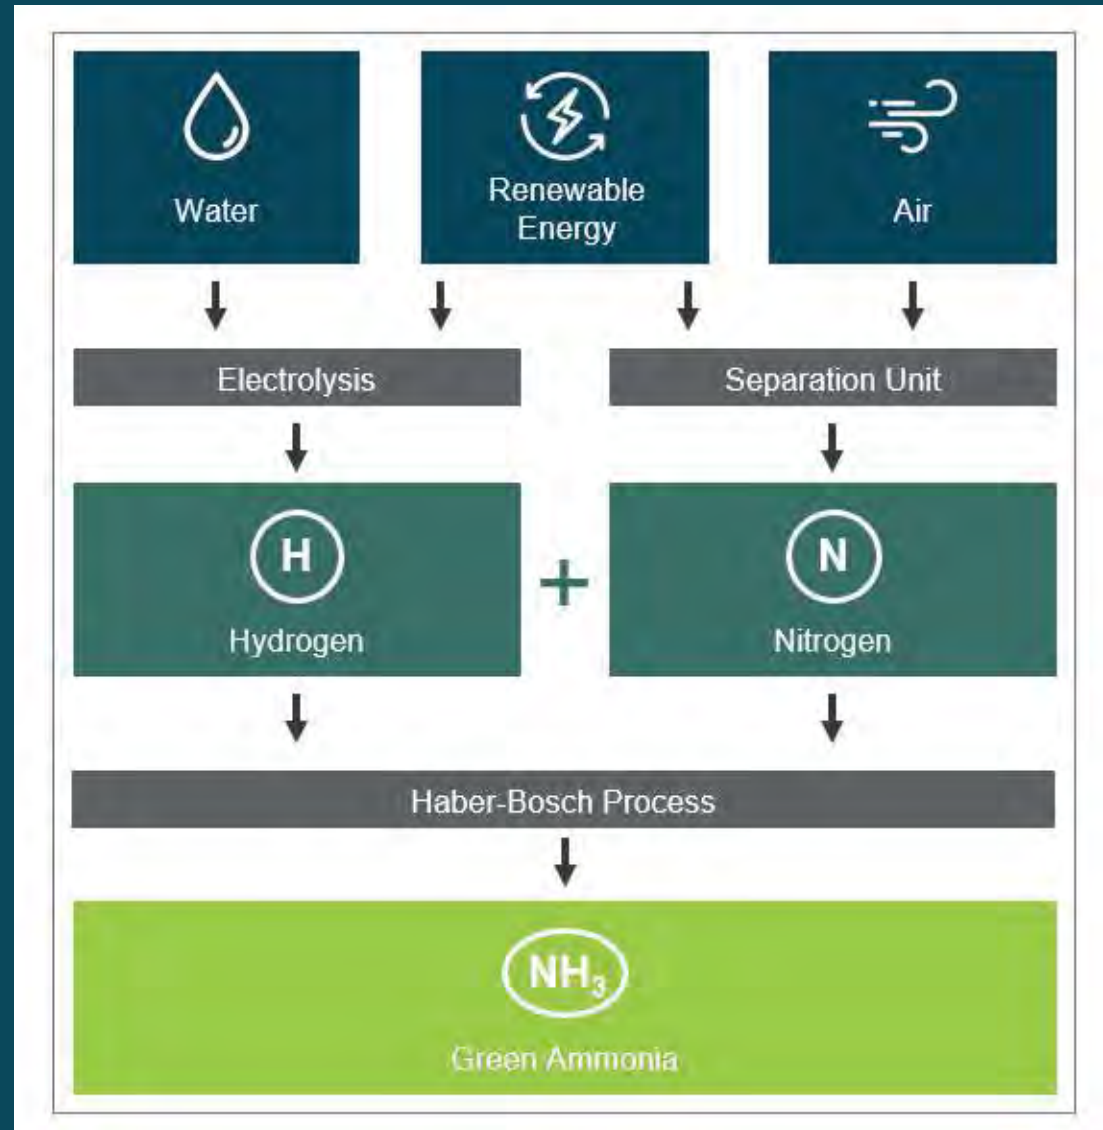 Water
Renewable
Energy
Air
Electrolysis
Separation Unit
H
Hydrogen
+
N
Nitrogen
Haber-Bosch Process
NH₃
Green Ammonia